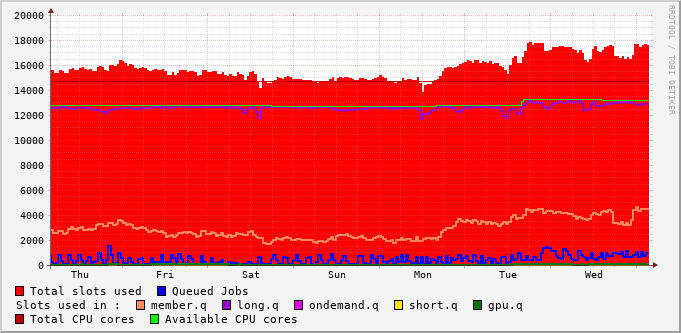 20000
18000
16000
14000
12000
10000
8000
6000
4000
2000
0
Thu Fri Sat Sun Mon Tue Wed
RRDTOOL / TOBI OETIKER
Total slots used Queued Jobs
Slots used in : member.q long.q ondemand.q short.q gpu.q
Total CPU cores Available CPU cores